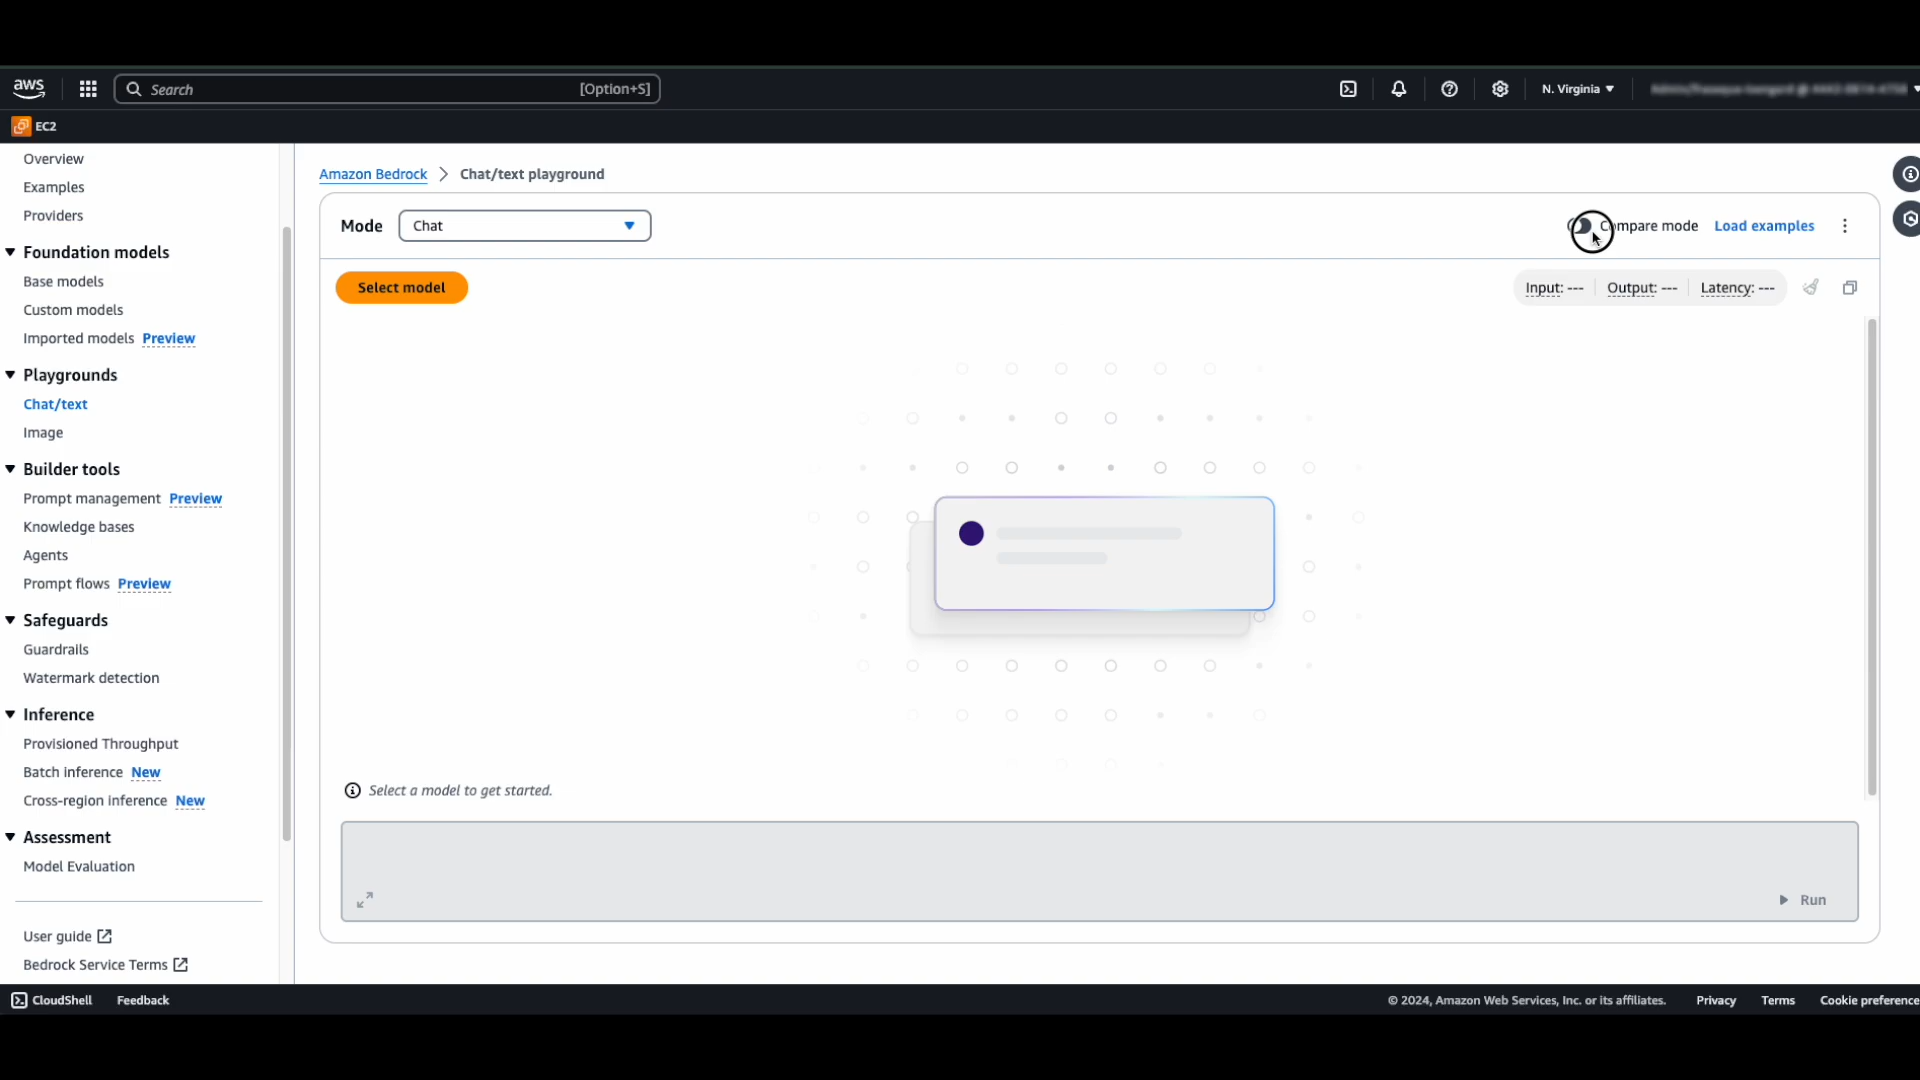 aws
Search [Option+S]
N. Virginia
EC2
Overview
Examples
Providers
Foundation models
Base models
Custom models
Imported models Preview
Playgrounds
Chat/text
Image
Builder tools
Prompt management Preview
Knowledge bases
Agents
Prompt flows Preview
Safeguards
Guardrails
Watermark detection
Inference
Provisioned Throughput
Batch inference New
Cross-region inference New
Assessment
Model Evaluation
User guide
Bedrock Service Terms
Amazon Bedrock > Chat/text playground
Mode Chat
Compare mode Load examples
Select model
Input: --- Output: --- Latency: ---
Select a model to get started.
Run
CloudShell Feedback
© 2024, Amazon Web Services, Inc. or its affiliates. Privacy Terms Cookie preference